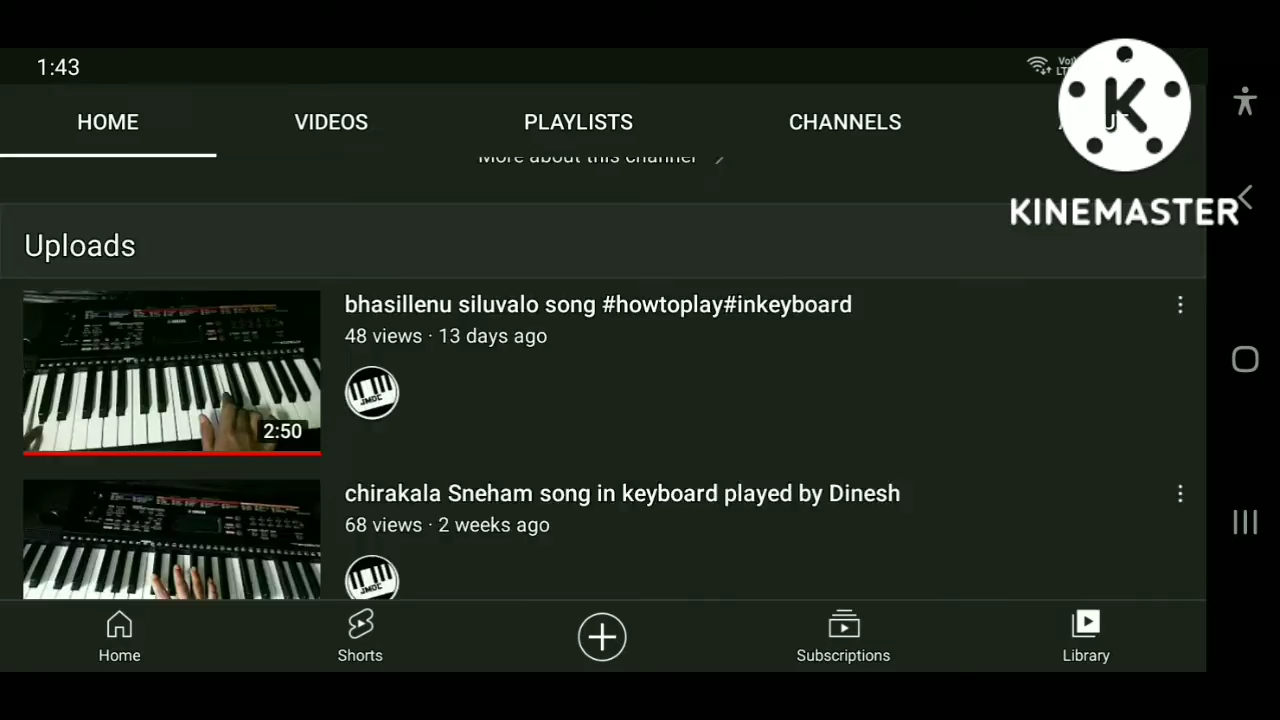 1:43
HOME
VIDEOS
PLAYLISTS
CHANNELS
K
KINEMASTER
More about this channel
Uploads
bhasillenu siluvalo song #howtoplay#inkeyboard
48 views · 13 days ago
JMDC
2:50
chirakala Sneham song in keyboard played by Dinesh
68 views · 2 weeks ago
JMDC
Home
Shorts
Subscriptions
Library